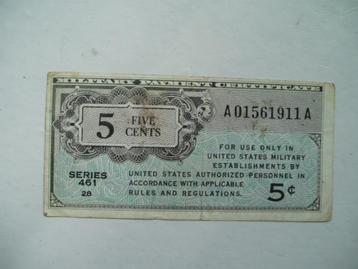 MILITARY PAYMENT CERTIFICATE
A01561911A
5 FIVE CENTS
FOR USE ONLY IN
UNITED STATES MILITARY
ESTABLISHMENTS BY
UNITED STATES AUTHORIZED PERSONNEL IN
ACCORDANCE WITH APPLICABLE
RULES AND REGULATIONS.
SERIES
461
28
5¢